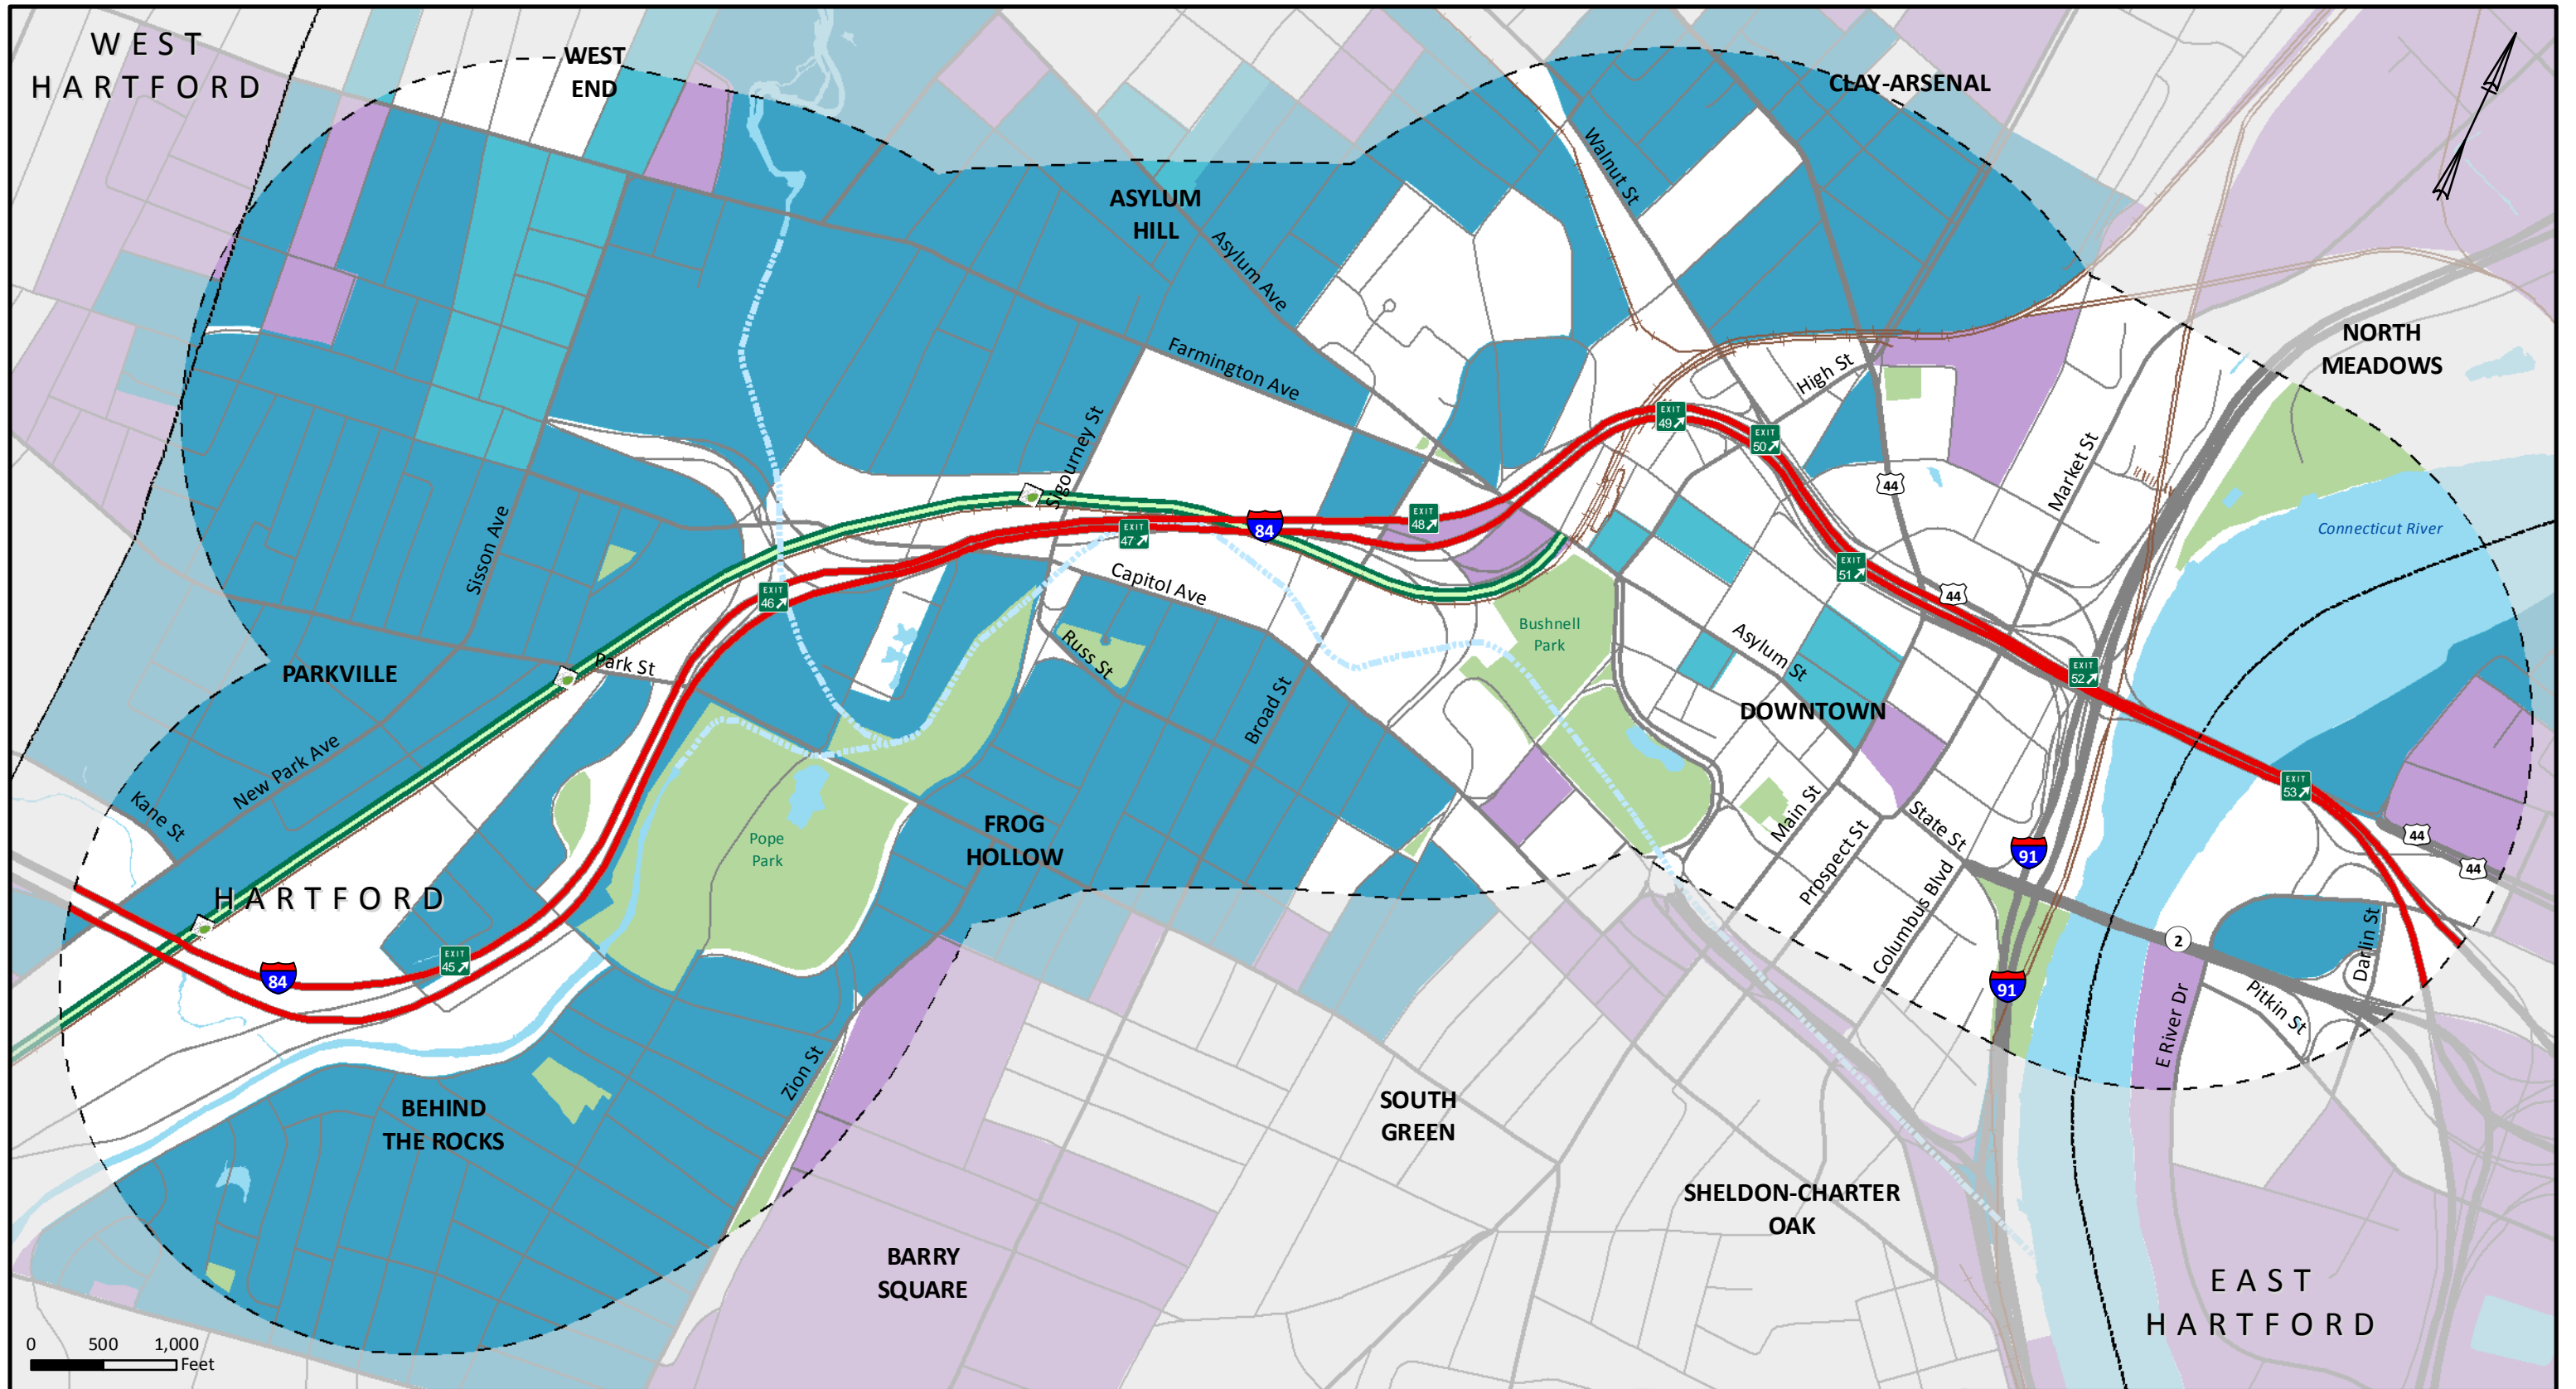 WEST
HARTFORD
WEST
END
CLAY-ARSENAL
ASYLUM
HILL
Walnut St
Asylum Ave
Farmington Ave
High St
NORTH
MEADOWS
Sigourney St
EXIT
49
EXIT
50
44
Market St
Connecticut River
EXIT
48
84
EXIT
47
Sisson Ave
EXIT
46
Capitol Ave
EXIT
51
44
Bushnell
Park
Russ St
Asylum St
Park St
PARKVILLE
Broad St
DOWNTOWN
EXIT
52
New Park Ave
Kane St
EXIT
53
Main St
State St
Prospect St
FROG
HOLLOW
Pope
Park
91
44
44
HARTFORD
Columbus Blvd
2
Darlin St
EXIT
45
84
91
E River Dr
Pitkin St
Zion St
BEHIND
THE ROCKS
SOUTH
GREEN
SHELDON-CHARTER
OAK
BARRY
SQUARE
EAST
HARTFORD
0 500 1,000
Feet